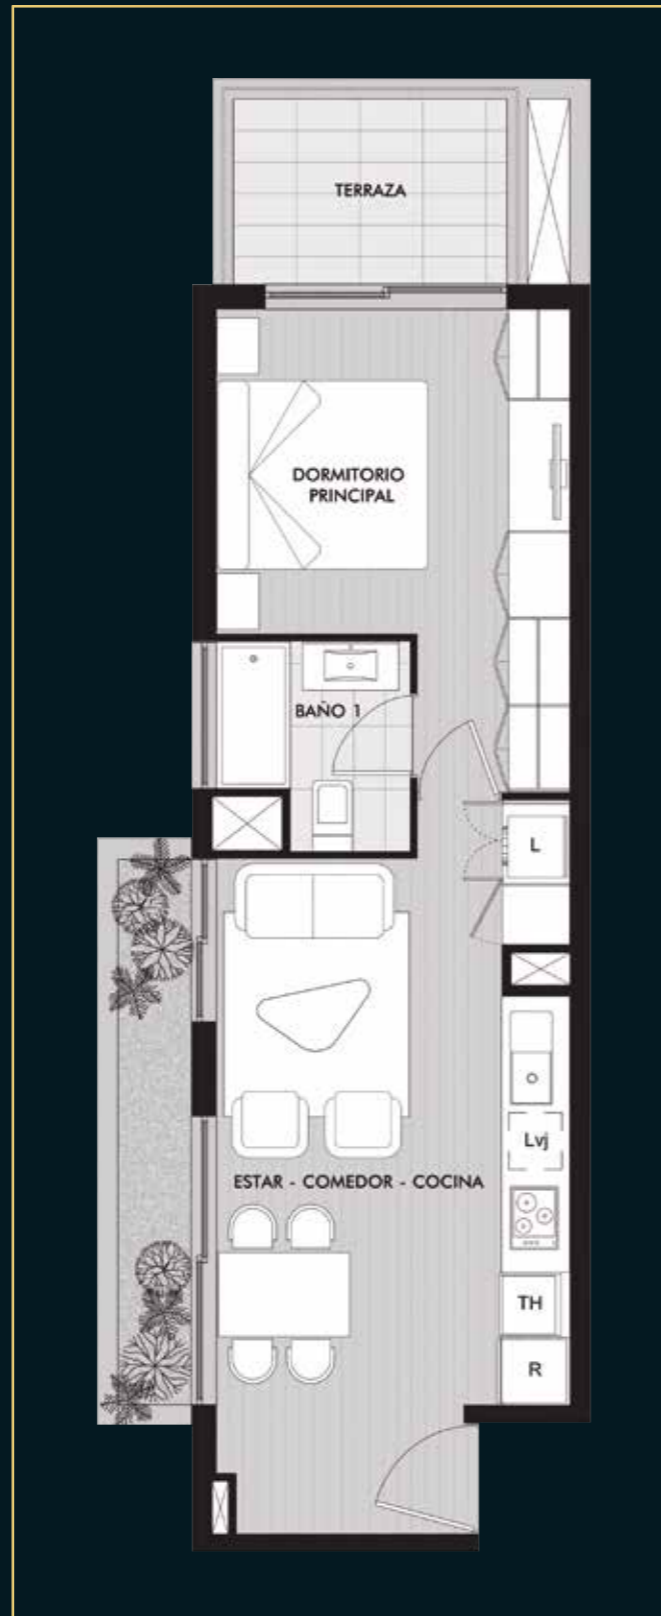 TERRAZA
DORMITORIO
PRINCIPAL
BAÑO 1
L
Lvj
ESTAR - COMEDOR - COCINA
TH
R